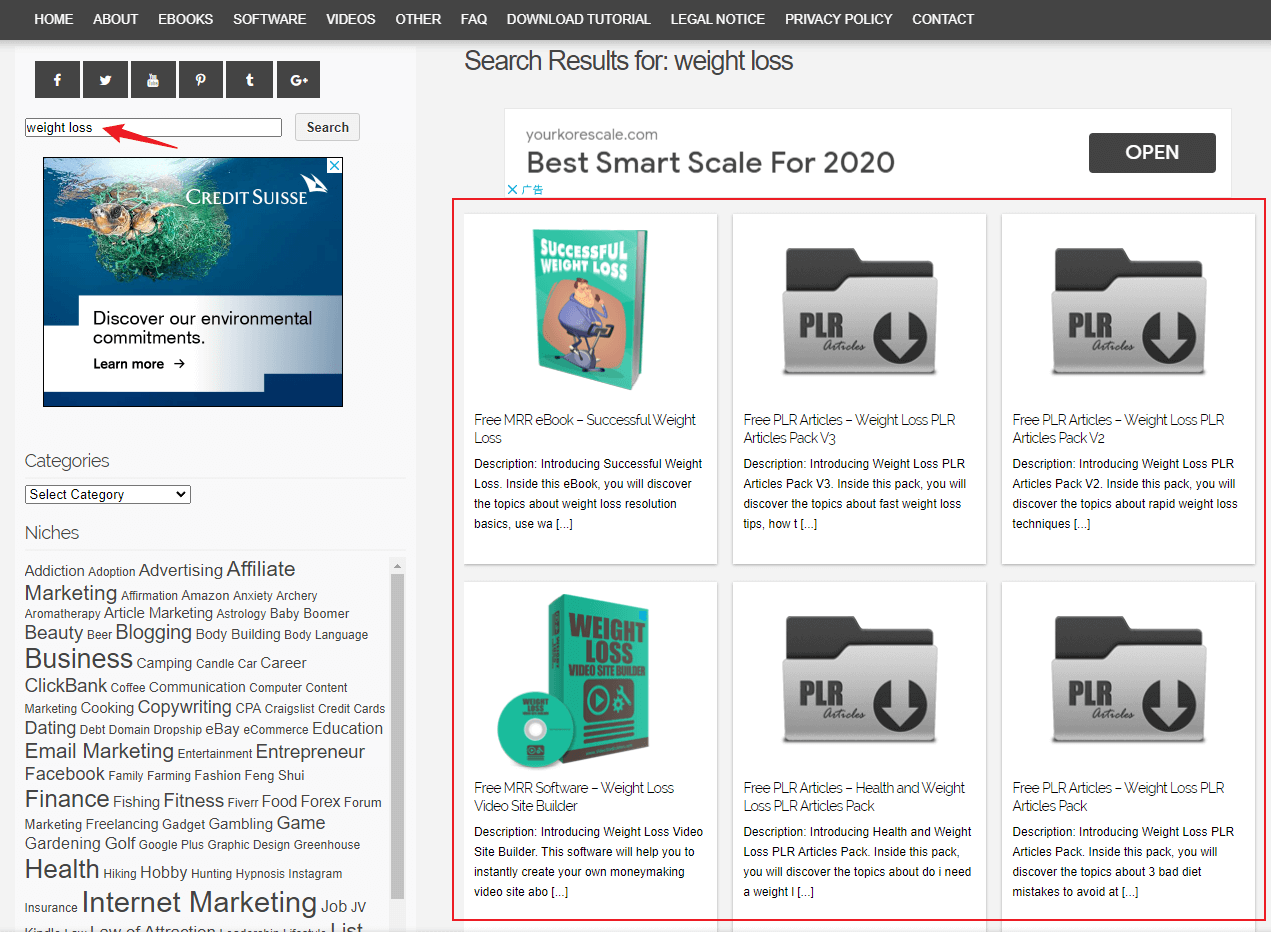 HOME ABOUT EBOOKS SOFTWARE VIDEOS OTHER FAQ DOWNLOAD TUTORIAL LEGAL NOTICE PRIVACY POLICY CONTACT
weight loss
Search
CREDIT SUISSE
Discover our environmental
commitments.
Learn more →
Categories
Select Category
Niches
Addiction Adoption Advertising Affiliate
Marketing Affirmation Amazon Anxiety Archery
Aromatherapy Article Marketing Astrology Baby Boomer
Beauty Beer Blogging Body Building Body Language
Business Camping Candle Car Career
ClickBank Coffee Communication Computer Content
Marketing Cooking Copywriting CPA Craigslist Credit Cards
Dating Debt Domain Dropship eBay eCommerce Education
Email Marketing Entertainment Entrepreneur
Facebook Family Farming Fashion Feng Shui
Finance Fishing Fitness Fiverr Food Forex Forum
Marketing Freelancing Gadget Gambling Game
Gardening Golf Google Plus Graphic Design Greenhouse
Health Hiking Hobby Hunting Hypnosis Instagram
Insurance Internet Marketing Job JV
Kindle Law Law of Attraction Leadership Lifestyle List
Search Results for: weight loss
yourkorescale.com
Best Smart Scale For 2020
OPEN
广告
SUCCESSFUL
WEIGHT LOSS
Free MRR eBook – Successful Weight
Loss
Description: Introducing Successful Weight
Loss. Inside this eBook, you will discover
the topics about weight loss resolution
basics, use wa [...]
PLR
Articles
Free PLR Articles – Weight Loss PLR
Articles Pack V3
Description: Introducing Weight Loss PLR
Articles Pack V3. Inside this pack, you will
discover the topics about fast weight loss
tips, how t [...]
PLR
Articles
Free PLR Articles – Weight Loss PLR
Articles Pack V2
Description: Introducing Weight Loss PLR
Articles Pack V2. Inside this pack, you will
discover the topics about rapid weight loss
techniques [...]
WEIGHT
LOSS
VIDEO SITE BUILDER
WEIGHT
LOSS
Free MRR Software – Weight Loss
Video Site Builder
Description: Introducing Weight Loss Video
Site Builder. This software will help you to
instantly create your own moneymaking
video site abo [...]
PLR
Articles
Free PLR Articles – Health and Weight
Loss PLR Articles Pack
Description: Introducing Health and Weight
Loss PLR Articles Pack. Inside this pack,
you will discover the topics about do i need
a weight l [...]
PLR
Articles
Free PLR Articles – Weight Loss PLR
Articles Pack
Description: Introducing Weight Loss PLR
Articles Pack. Inside this pack, you will
discover the topics about 3 bad diet
mistakes to avoid at [...]